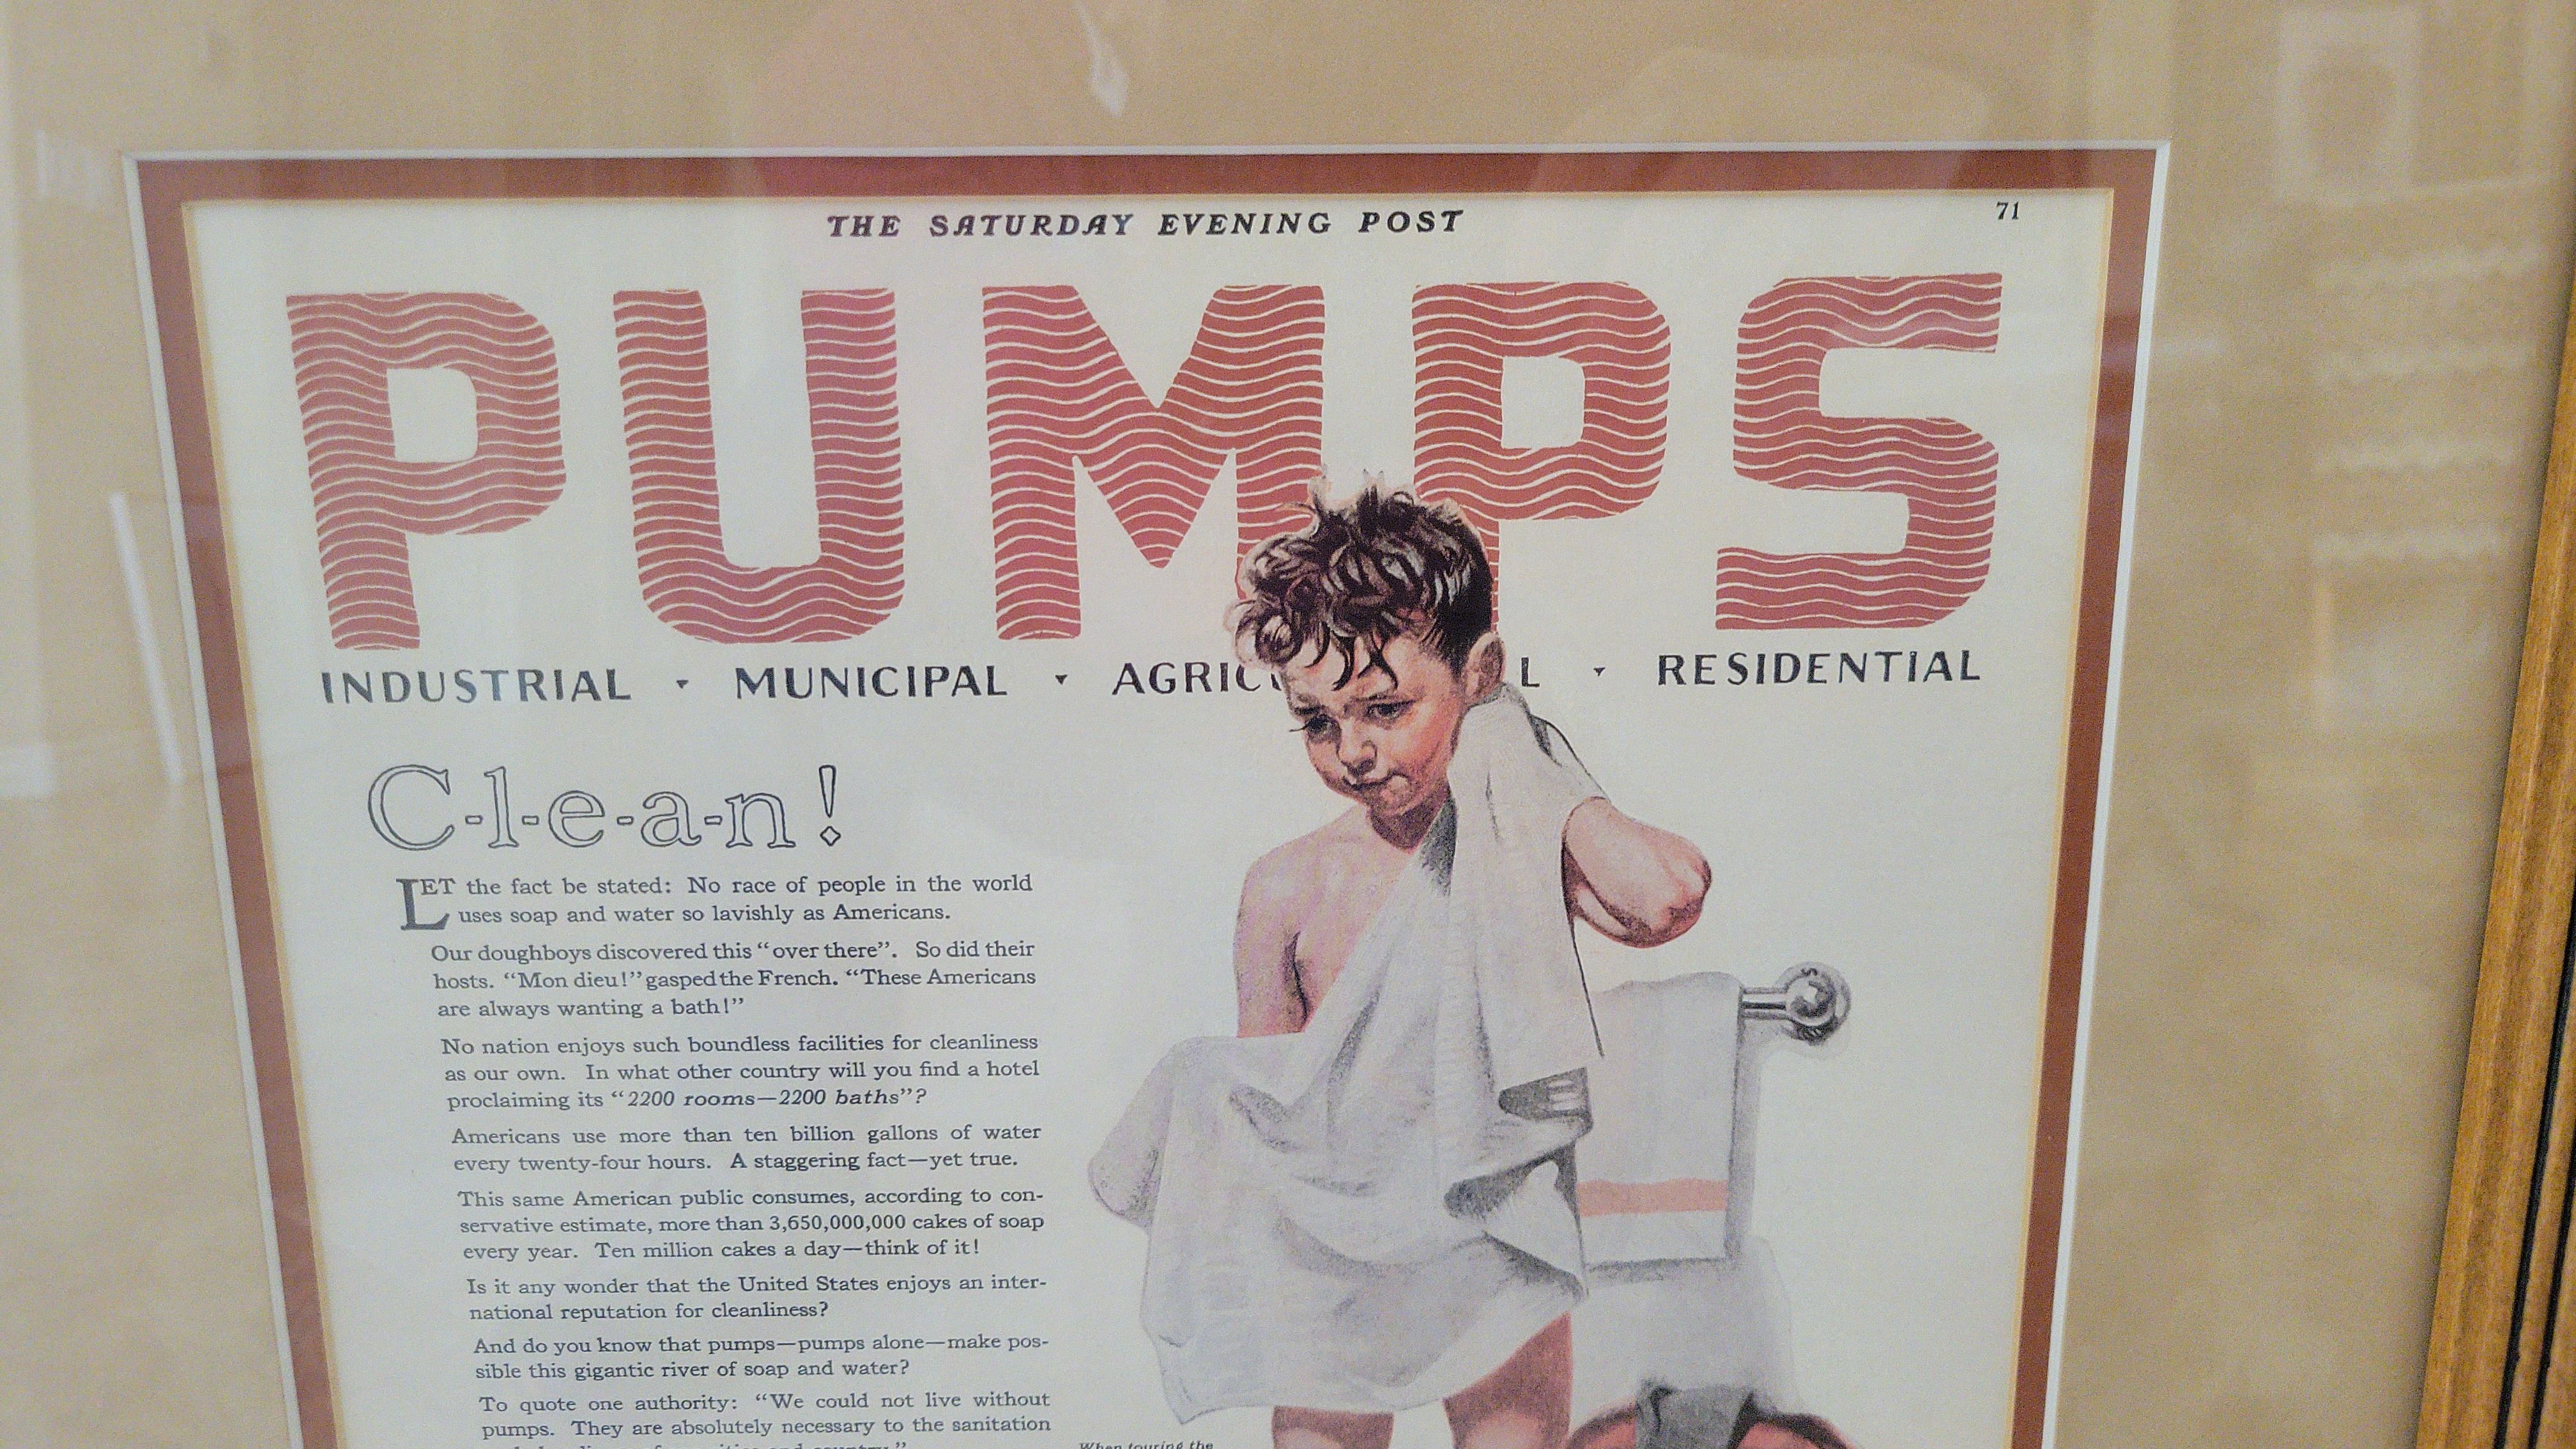 THE SATURDAY EVENING POST
71
PUMPS
INDUSTRIAL · MUNICIPAL · AGRIC L · RESIDENTIAL
C-l-e-a-n!
LET the fact be stated: No race of people in the world
uses soap and water so lavishly as Americans.
Our doughboys discovered this “over there”. So did their
hosts. “Mon dieu!” gasped the French. “These Americans
are always wanting a bath!”
No nation enjoys such boundless facilities for cleanliness
as our own. In what other country will you find a hotel
proclaiming its “2200 rooms—2200 baths”?
Americans use more than ten billion gallons of water
every twenty-four hours. A staggering fact—yet true.
This same American public consumes, according to con-
servative estimate, more than 3,650,000,000 cakes of soap
every year. Ten million cakes a day—think of it!
Is it any wonder that the United States enjoys an inter-
national reputation for cleanliness?
And do you know that pumps—pumps alone—make pos-
sible this gigantic river of soap and water?
To quote one authority: “We could not live without
pumps. They are absolutely necessary to the sanitation
When touring the